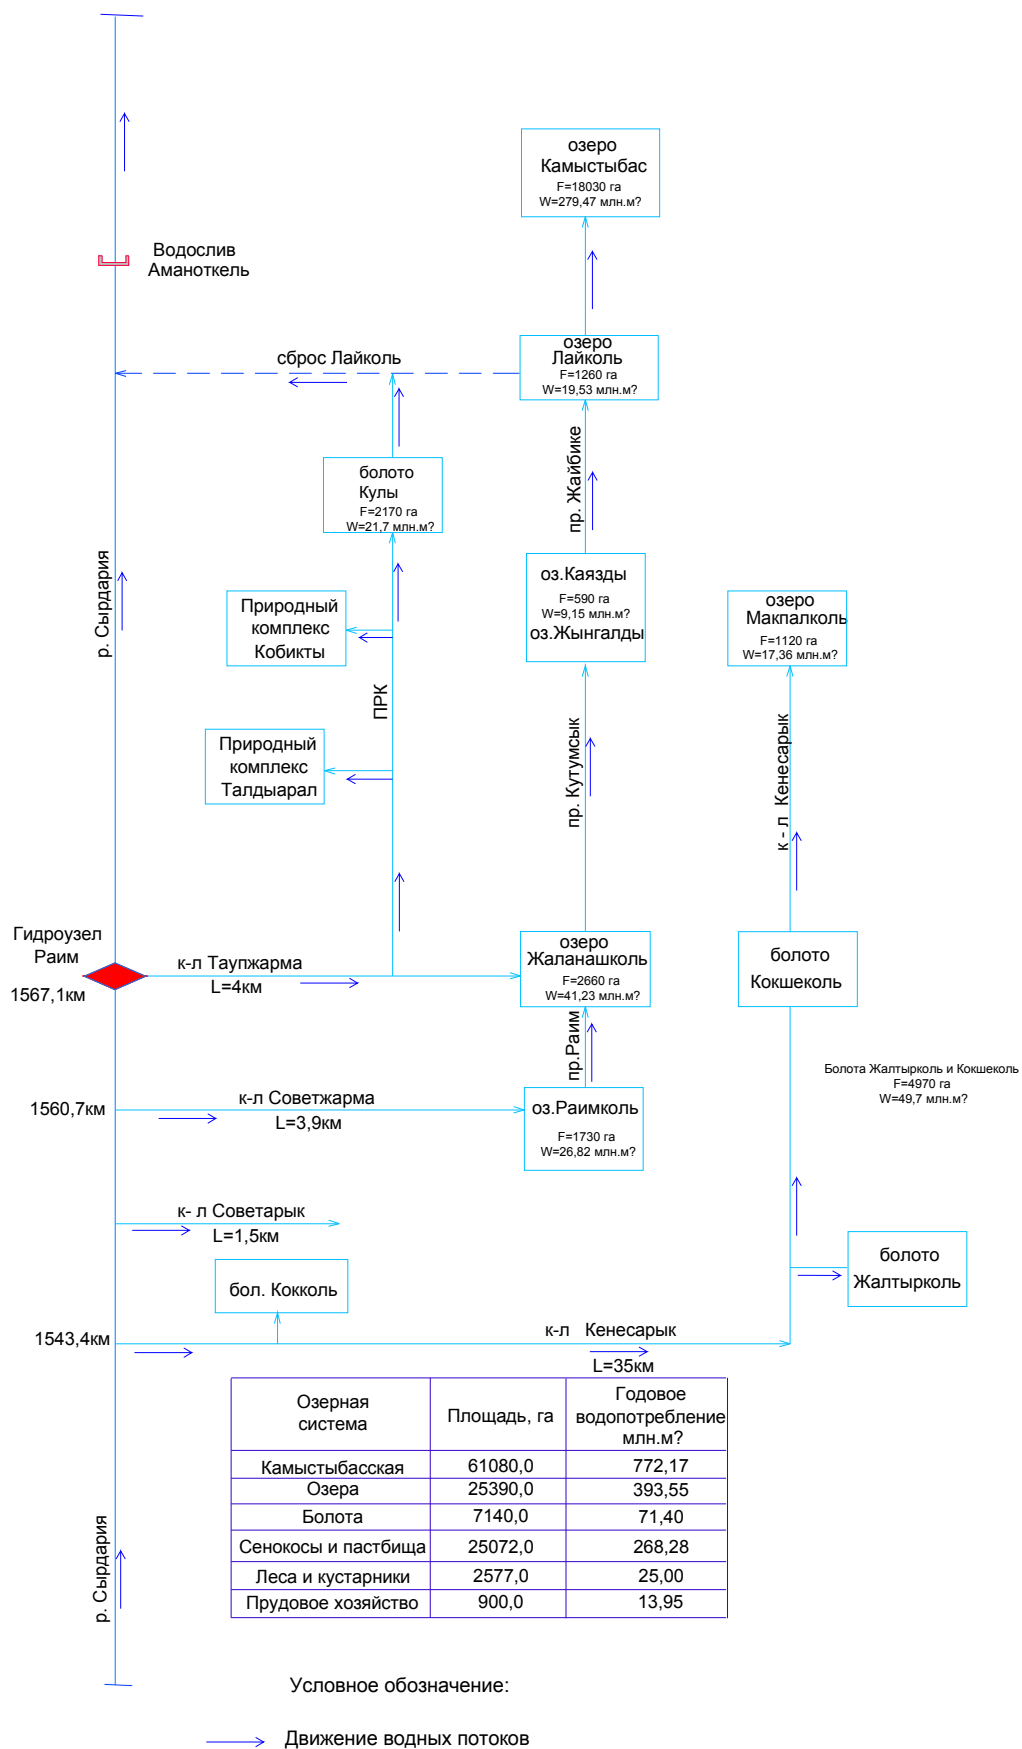 озеро
Камыстыбас
F=18030 га
W=279,47 млн.м?
Водослив
Аманоткель
озеро
Лайколь
F=1260 га
W=19,53 млн.м?
сброс Лайколь
пр. Жайбике
болото
Кулы
F=2170 га
W=21,7 млн.м?
р. Сырдария
оз.Каязды
F=590 га
W=9,15 млн.м?
оз.Жынгалды
Природный
комплекс
Кобикты
озеро
Макпалколь
F=1120 га
W=17,36 млн.м?
ПРК
Природный
комплекс
Талдыарал
пр. Кутумсык
к - л Кенесарык
Гидроузел
Раим
1567,1км
к-л Таупжарма
L=4км
озеро
Жаланашколь
F=2660 га
W=41,23 млн.м?
болото
Кокшеколь
пр.Раим
Болота Жалтырколь и Кокшеколь
F=4970 га
W=49,7 млн.м?
1560,7км
к-л Советжарма
L=3,9км
оз.Раимколь
F=1730 га
W=26,82 млн.м?
к- л Советарык
L=1,5км
болото
Жалтырколь
бол. Кокколь
1543,4км
к-л Кенесарык
L=35км
Озерная
система
Площадь, га
Годовое
водопотребление
млн.м?
Камыстыбасская 61080,0 772,17
Озера 25390,0 393,55
Болота 7140,0 71,40
Сенокосы и пастбища 25072,0 268,28
Леса и кустарники 2577,0 25,00
Прудовое хозяйство 900,0 13,95
р. Сырдария
Условное обозначение:
Движение водных потоков